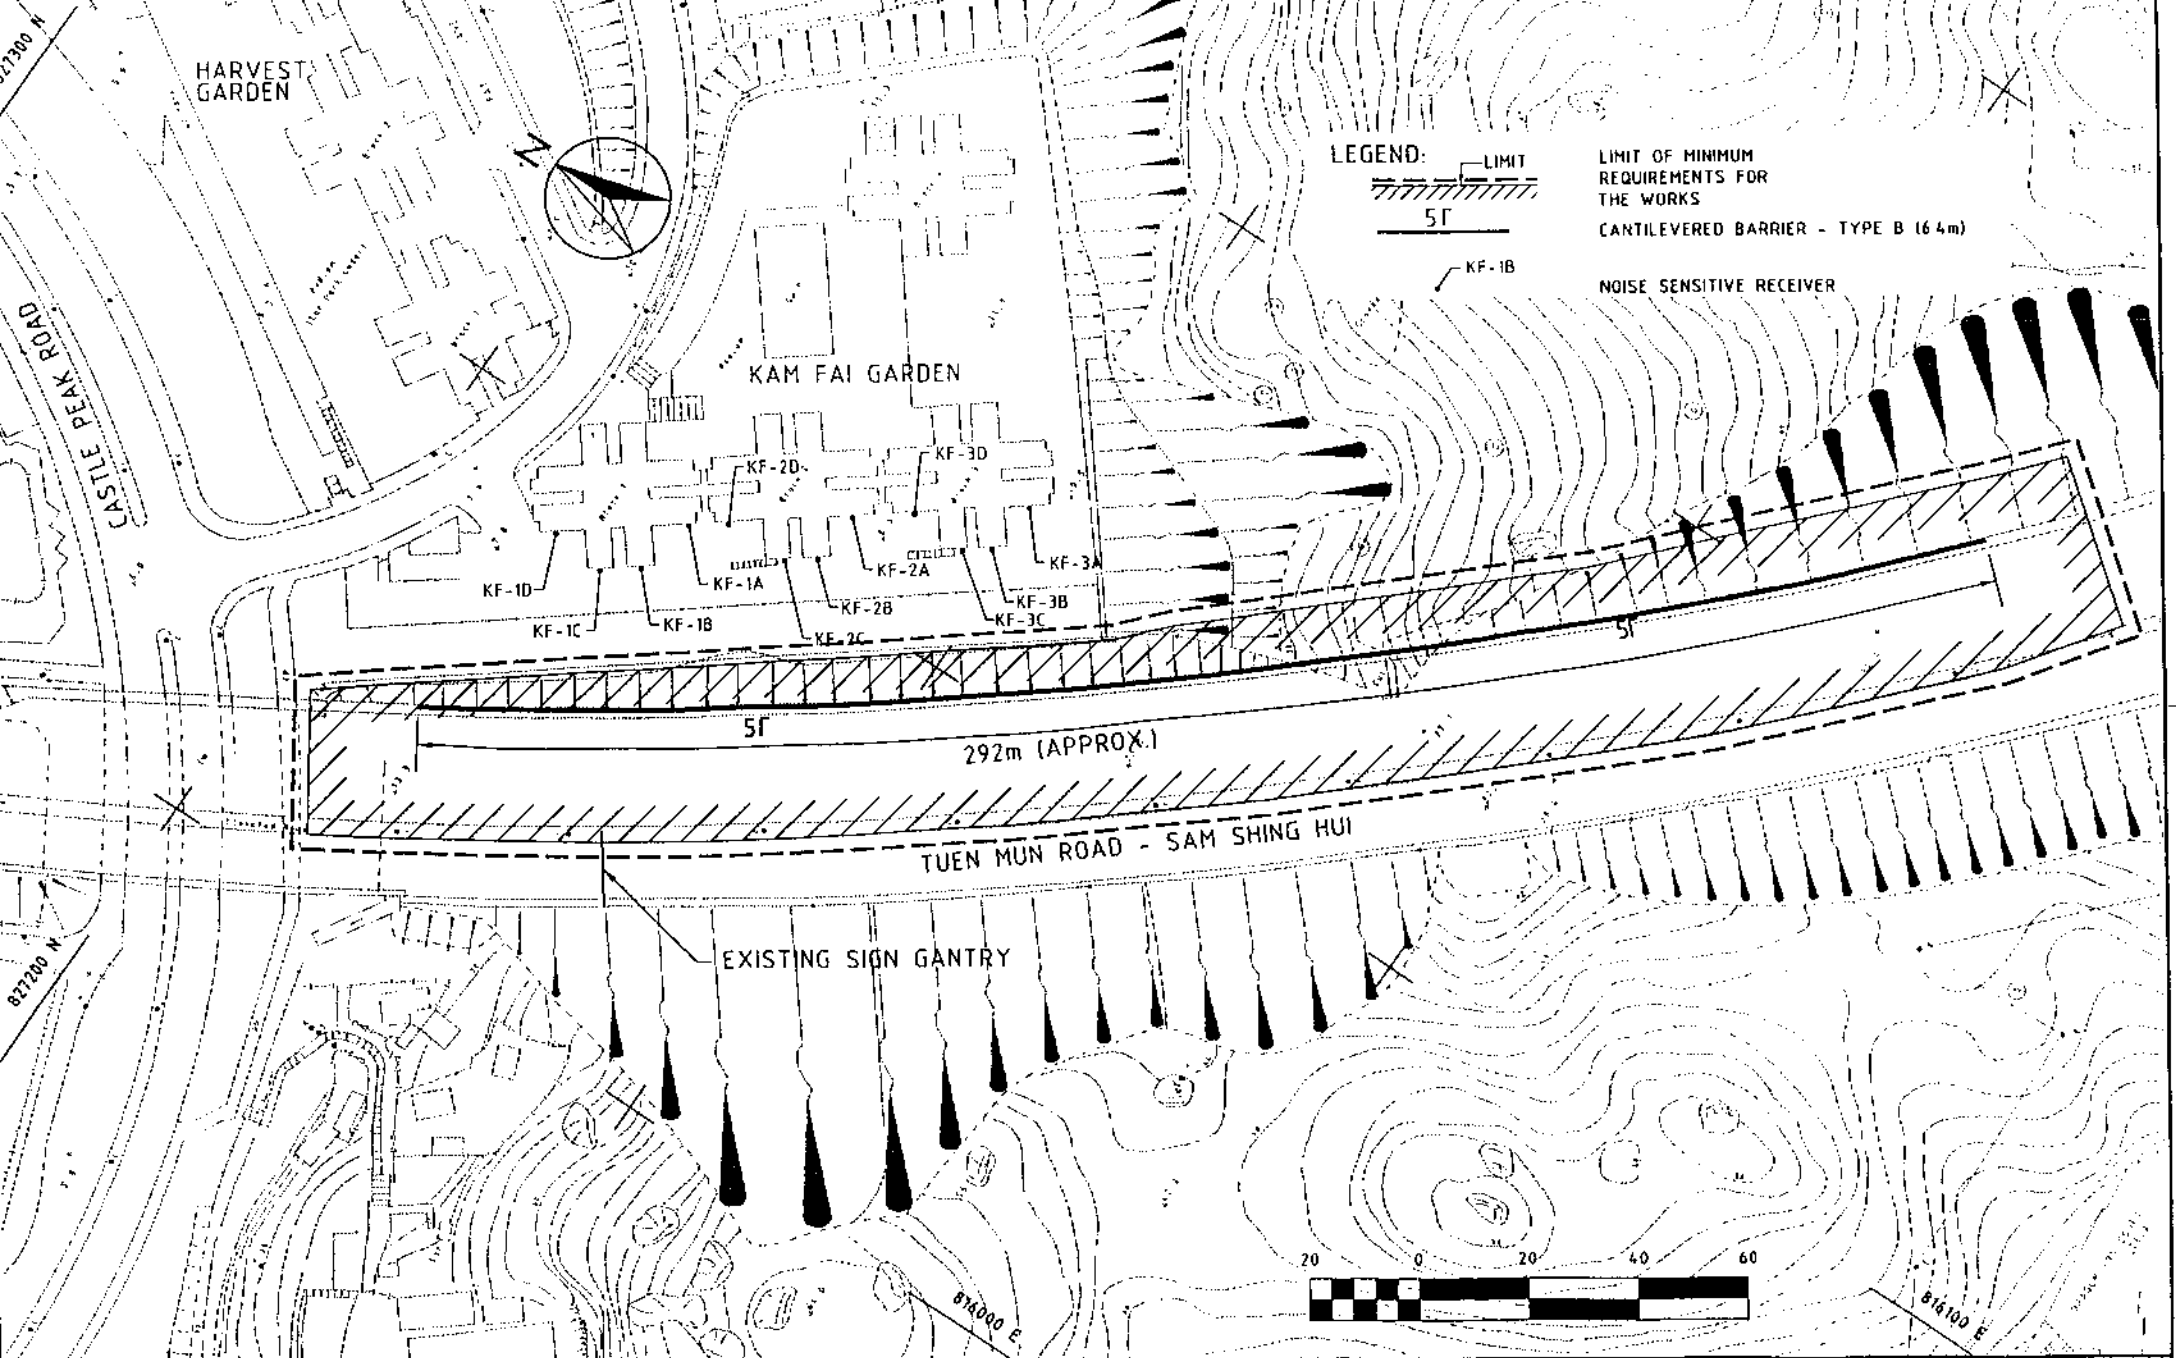 827300 N
HARVEST
GARDEN
N
LEGEND:
LIMIT
LIMIT OF MINIMUM
REQUIREMENTS FOR
THE WORKS
5Γ
CANTILEVERED BARRIER - TYPE B (6.4m)
KF-1B
NOISE SENSITIVE RECEIVER
CASTLE PEAK ROAD
KAM FAI GARDEN
KF-2D
KF-3D
KF-1D
KF-1A
KF-2A
KF-3A
KF-1C
KF-1B
KF-2B
KF-2C
KF-3B
KF-3C
5Γ
5Γ
292m (APPROX.)
TUEN MUN ROAD - SAM SHING HUI
EXISTING SIGN GANTRY
827200 N
20 0 20 40 60
816000 E
816100 E